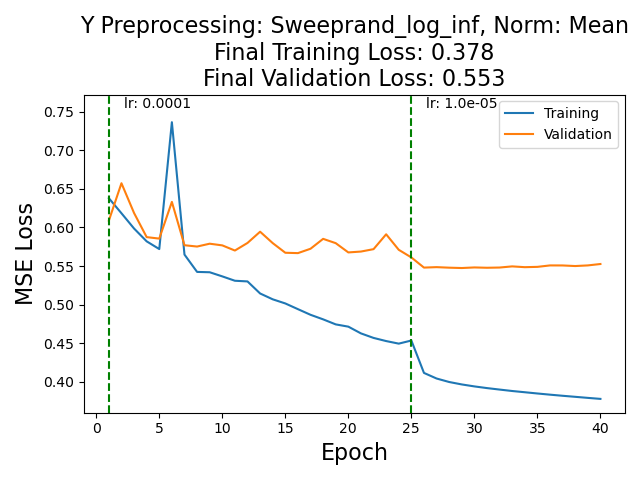 Y Preprocessing: Sweeprand_log_inf, Norm: Mean
Final Training Loss: 0.378
Final Validation Loss: 0.553
lr: 0.0001
lr: 1.0e-05
Training
Validation
MSE Loss
0.75
0.70
0.65
0.60
0.55
0.50
0.45
0.40
0
5
10
15
20
25
30
35
40
Epoch